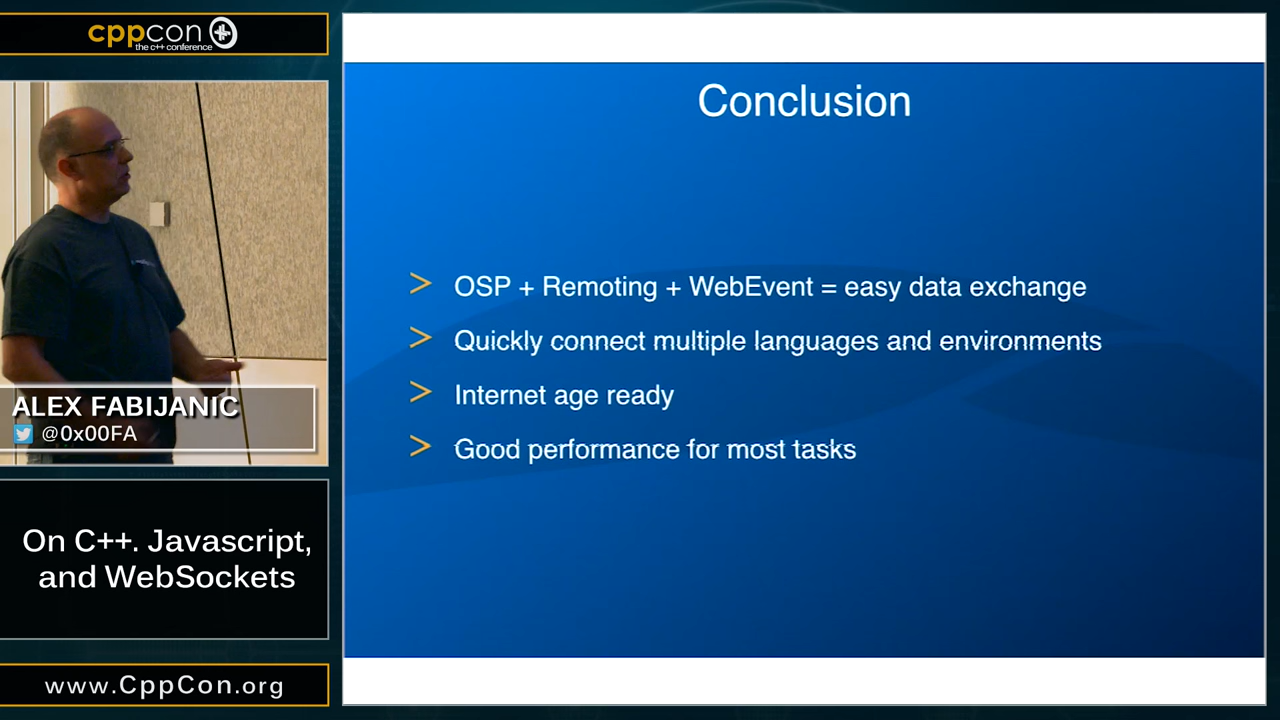 cppcon
the c++ conference
ALEX FABIJANIC
@0x00FA
On C++. Javascript,
and WebSockets
www.CppCon.org
Conclusion
> OSP + Remoting + WebEvent = easy data exchange
> Quickly connect multiple languages and environments
> Internet age ready
> Good performance for most tasks